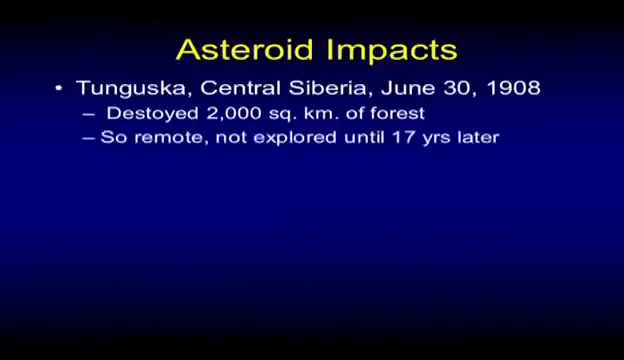 Asteroid Impacts
• Tunguska, Central Siberia, June 30, 1908
– Destoyed 2,000 sq. km. of forest
– So remote, not explored until 17 yrs later